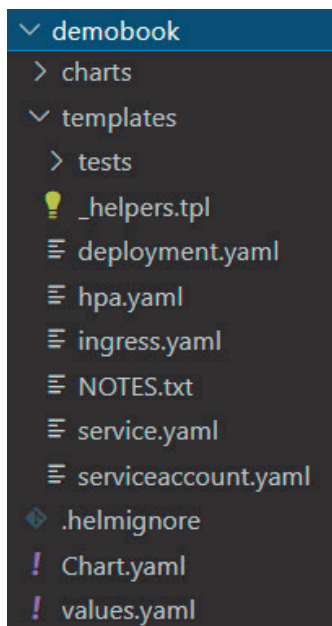 demobook
charts
templates
tests
_helpers.tpl
deployment.yaml
hpa.yaml
ingress.yaml
NOTES.txt
service.yaml
serviceaccount.yaml
.helmignore
! Chart.yaml
! values.yaml